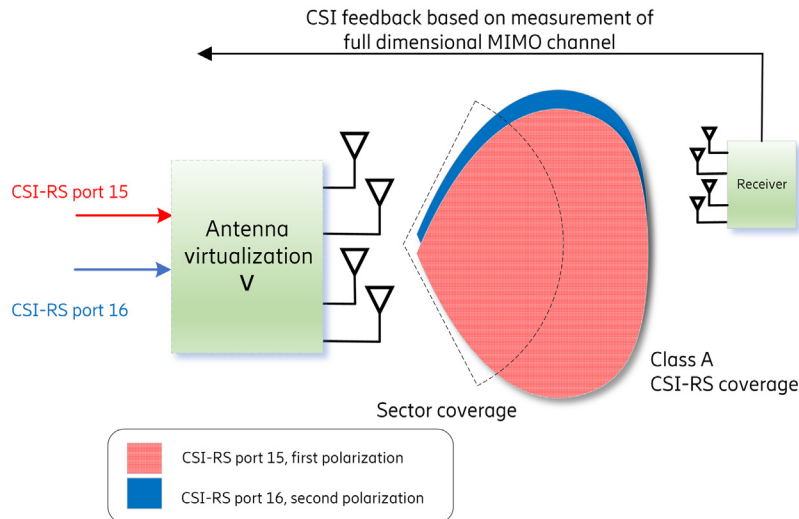 CSI feedback based on measurement of
full dimensional MIMO channel
CSI-RS port 15
Antenna
virtualization
V
CSI-RS port 16
Receiver
Class A
CSI-RS coverage
Sector coverage
CSI-RS port 15, first polarization
CSI-RS port 16, second polarization